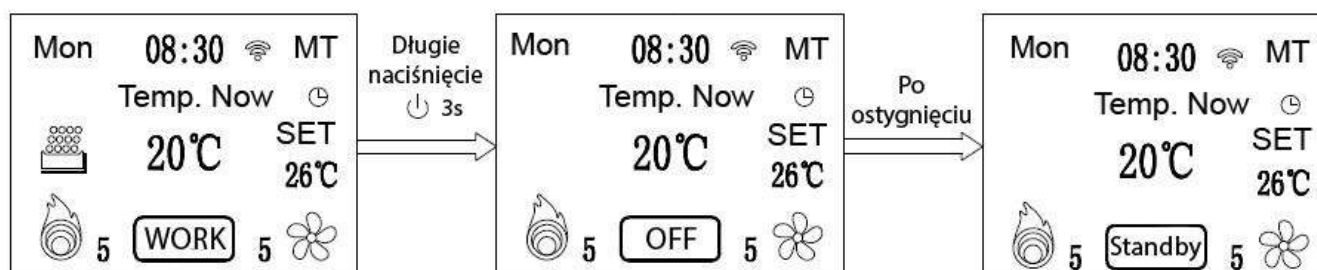 Mon 08:30 MT
Temp. Now
20℃ SET
26℃
5 WORK 5
Długie
naciśnięcie
3s
Mon 08:30 MT
Temp. Now
20℃ SET
26℃
5 OFF 5
Po
ostygnięciu
Mon 08:30 MT
Temp. Now
20℃ SET
26℃
5 Standby 5